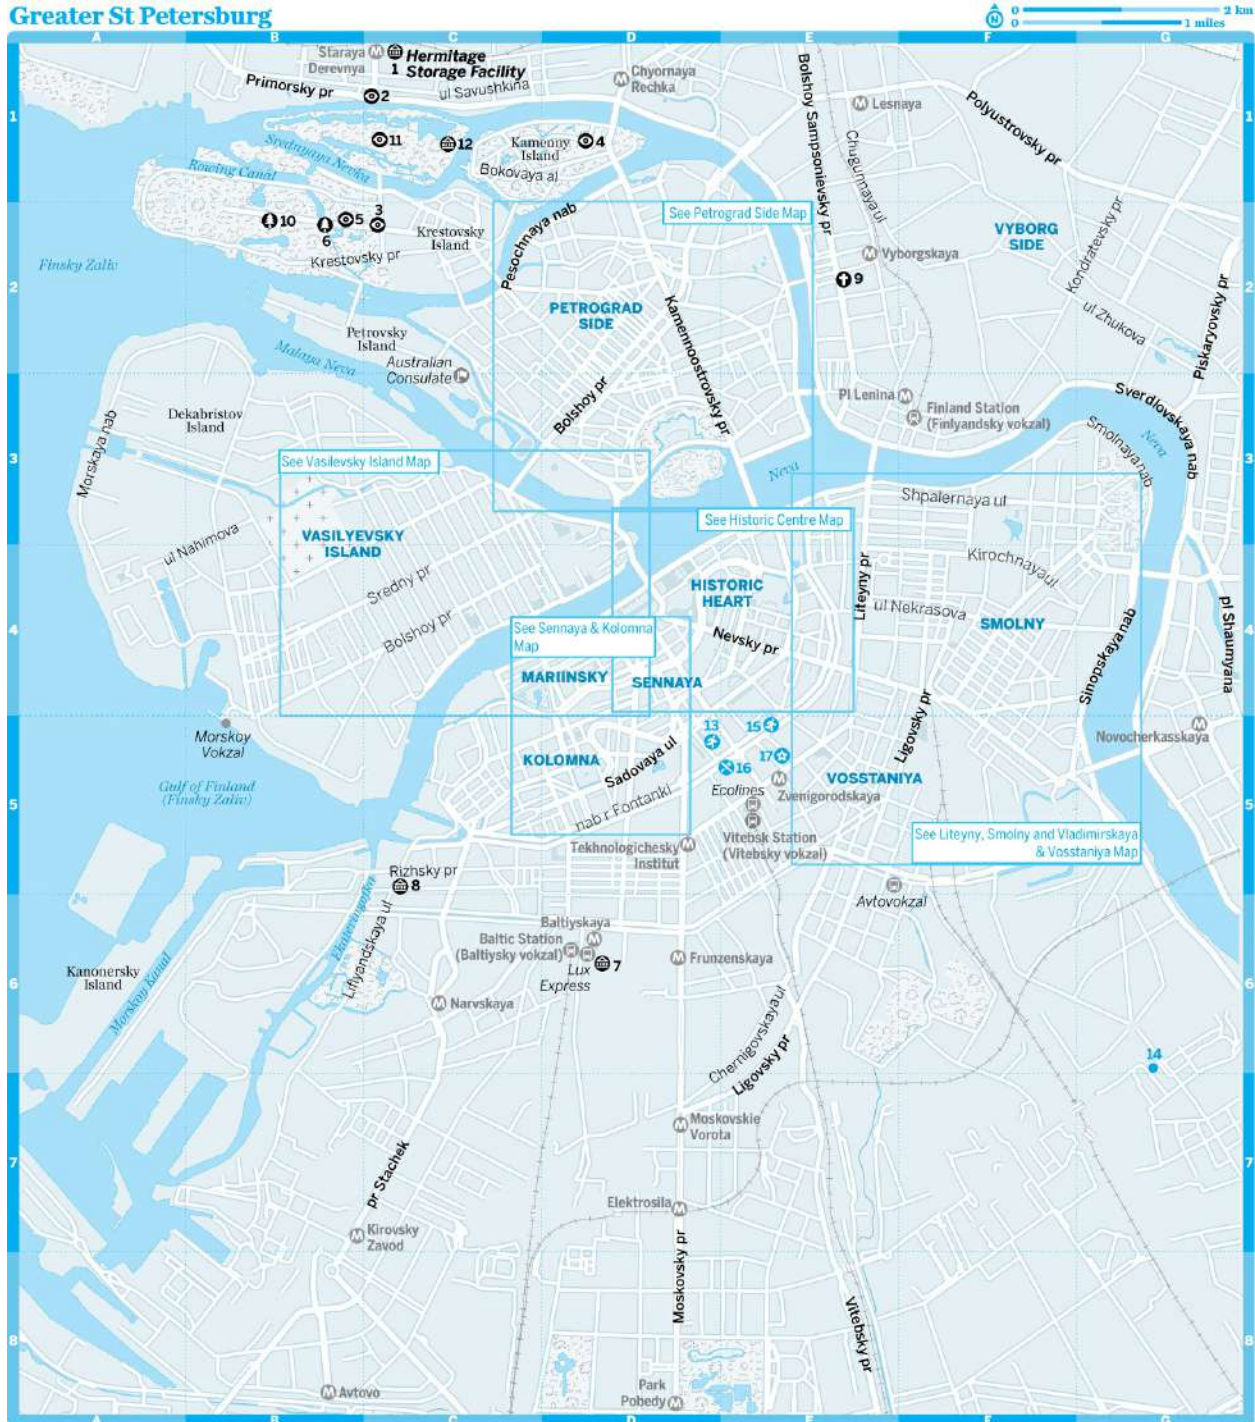 Greater St Petersburg
0 2 km
0 1 miles
N
A B C D E F G
Staraya
Derevnya
Hermitage
1 Storage Facility
Primorsky pr
2
ul Savushkina
Chyornaya
Rechka
Bolshoy Sampsonievsky pr
Lesnaya
Polyustrovsky pr
1
1
11
12
Kamenny
Island
4
Srednyaya Nevka
Bokovaya al
Chugunnaya ul
Rowing Canal
10
5
3
6
Krestovsky
Island
Krestovsky pr
Pesochnaya nab
See Petrograd Side Map
VYBORG
SIDE
Kondratevsky pr
Vyborgskaya
9
Finsky Zaliv
2
2
PETROGRAD
SIDE
Kamennoostrovsky pr
ul Zhukova
Piskaryovsky pr
Petrovsky
Island
Malaya Neva
Australian
Consulate
Bolshoy pr
Pl Lenina
Finland Station
(Finlyandsky vokzal)
Sverdlovskaya nab
Smolnaya nab
Neva
Dekabristov
Island
Morskaya nab
3
3
See Vasilevsky Island Map
Neva
Shpalernaya ul
See Historic Centre Map
ul Nahimova
VASILYEVSKY
ISLAND
Sredny pr
Bolshoy pr
Kirochnaya ul
HISTORIC
HEART
Liteyny pr
ul Nekrasova
SMOLNY
pl Shaumyana
4
4
See Sennaya & Kolomna
Map
Nevsky pr
Sinopskaya nab
MARIINSKY
SENNAYA
Ligovsky pr
Morskoy
Vokzal
13
15
Novocherkasskaya
KOLOMNA
Sadovaya ul
16
17
VOSSTANIYA
Gulf of Finland
(Finsky Zaliv)
Ecolines
Zvenigorodskaya
nab r Fontanki
5
5
Tekhnologichesky
Institut
Vitebsk Station
(Vitebsky vokzal)
See Liteyny, Smolny and Vladimirskaya
& Vosstaniya Map
Rizhsky pr
8
Avtovokzal
Ekateringofka
Liflyandskaya ul
Baltiyskaya
Baltic Station
(Baltiysky vokzal)
Lux
Express
7
Frunzenskaya
Kanonersky
Island
Morskoy Kanal
6
6
Narvskaya
Chernigovskaya ul
Ligovsky pr
14
Moskovskie
Vorota
7
7
pr Stachek
Elektrosila
Kirovsky
Zavod
Moskovsky pr
Vitebsky pr
8
8
Avtovo
Park
Pobedy
A B C D E F G